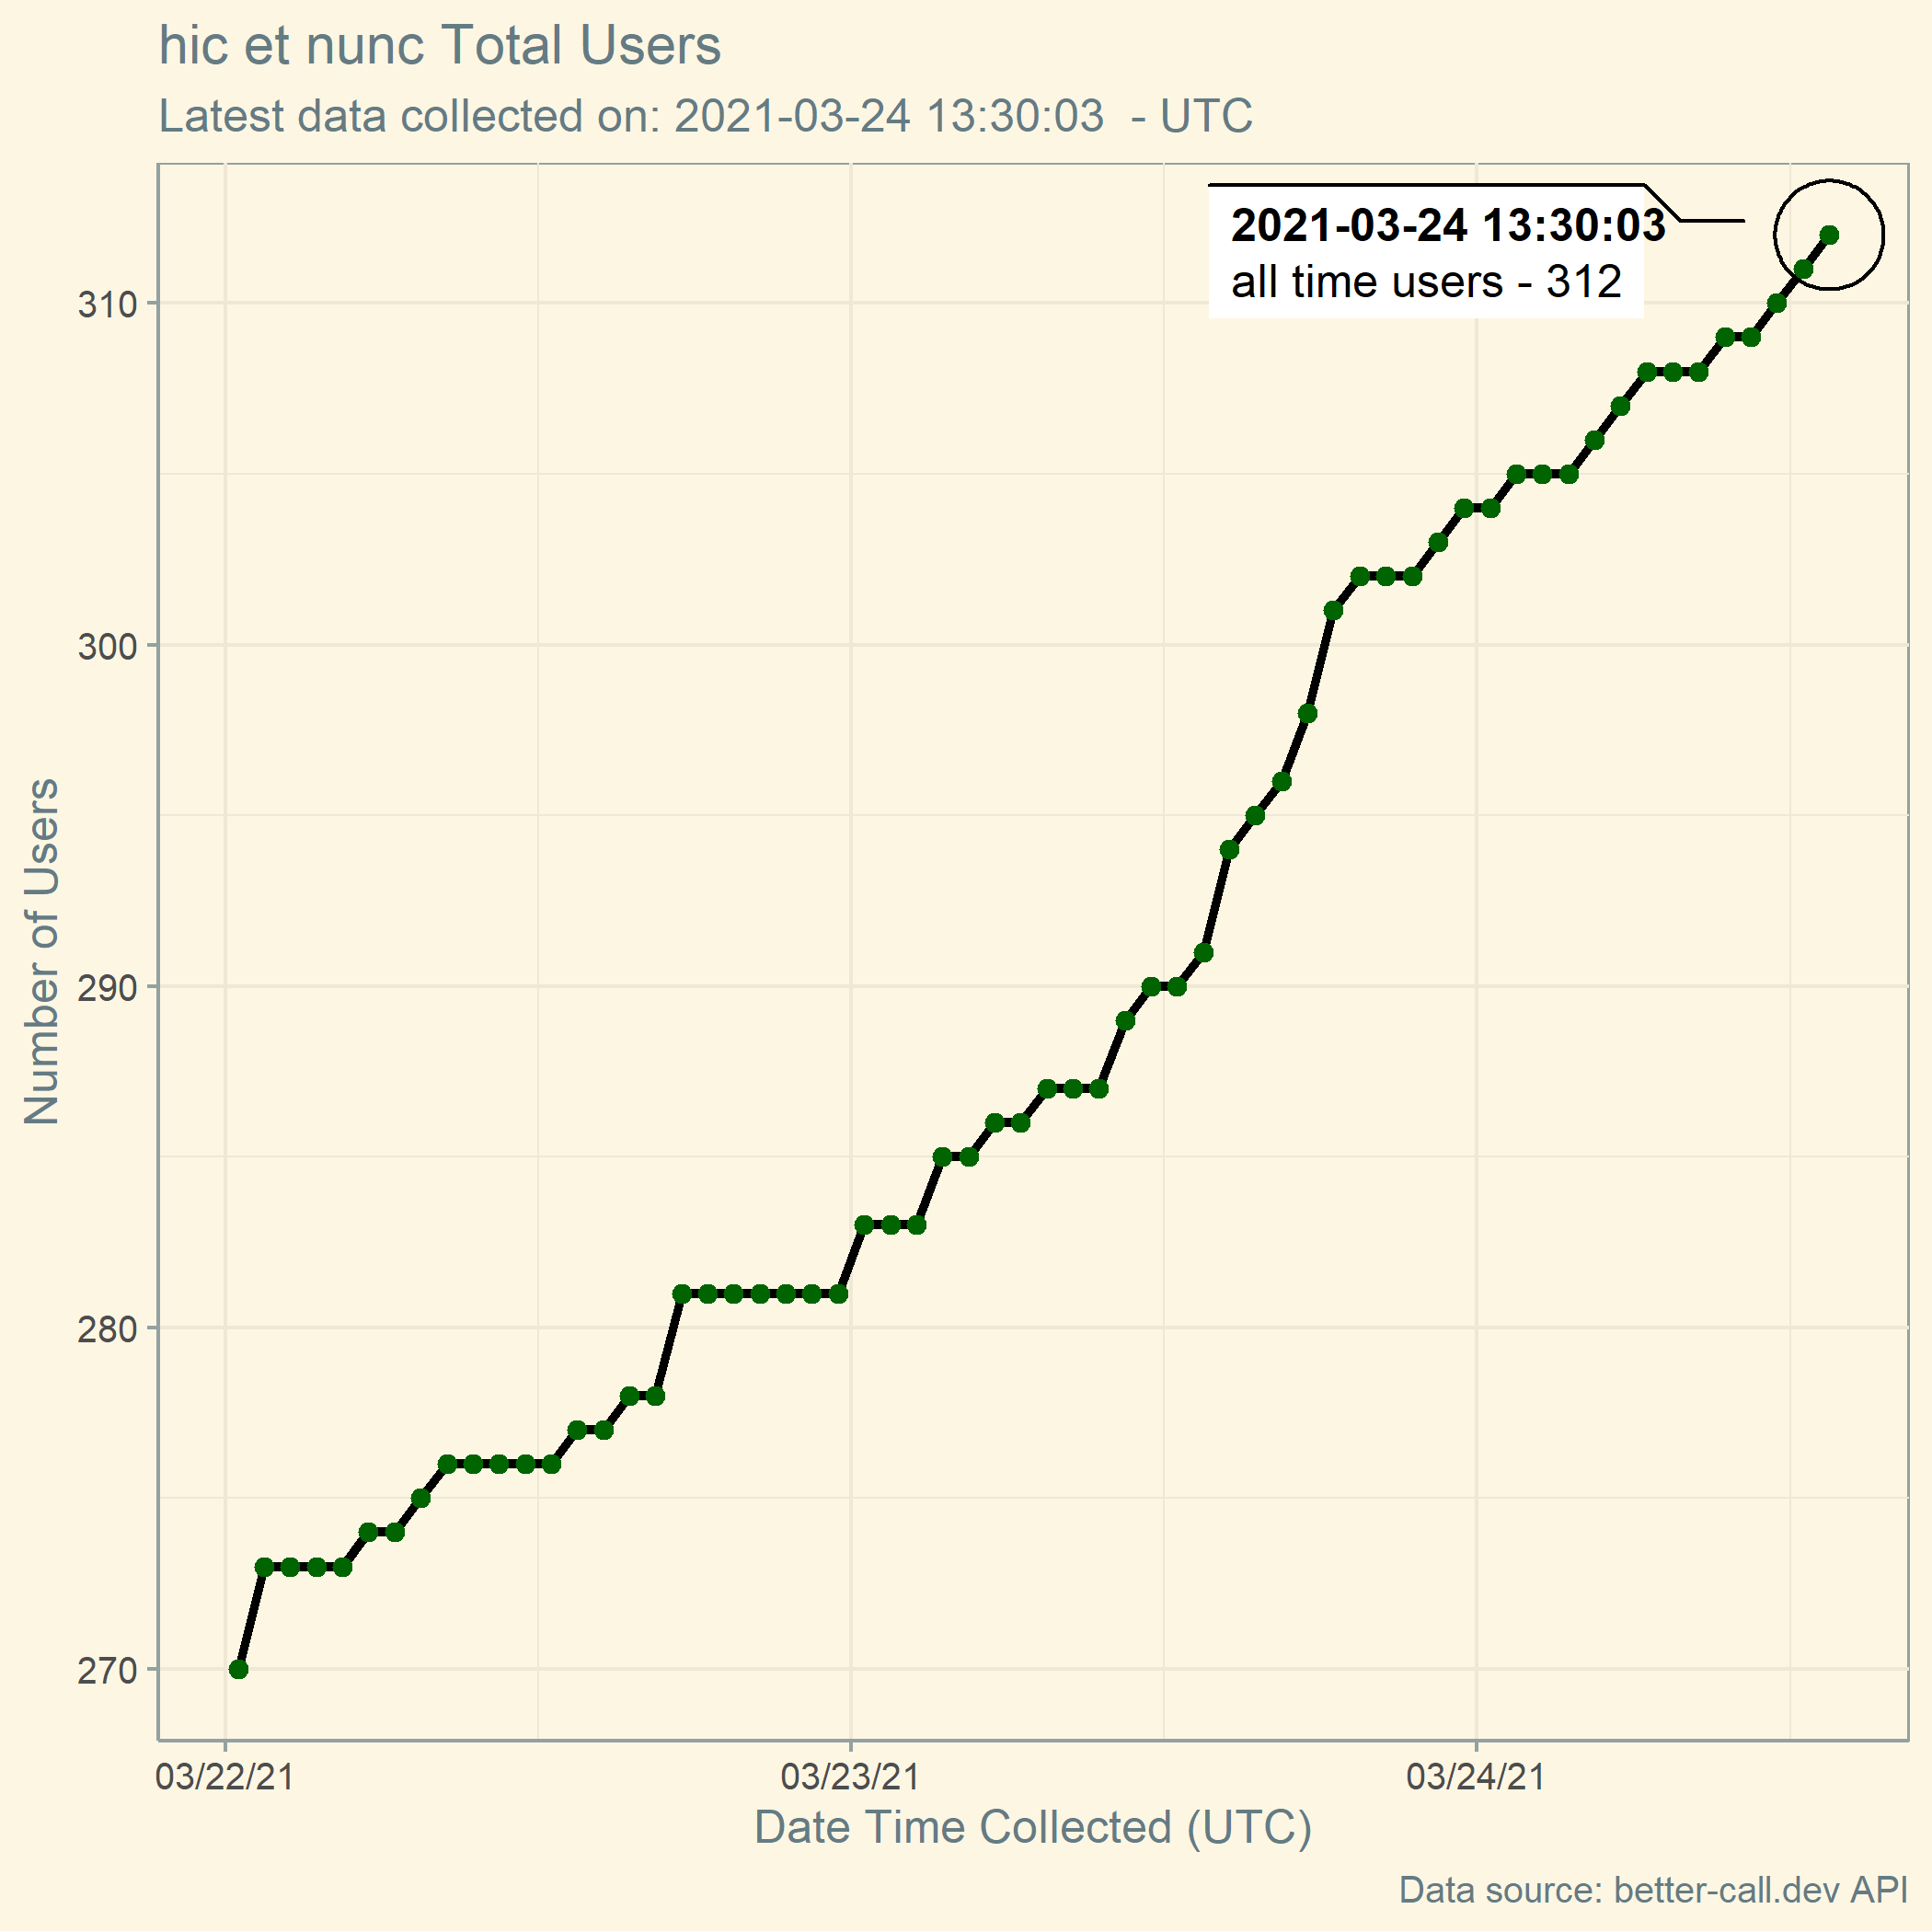 hic et nunc Total Users
Latest data collected on: 2021-03-24 13:30:03  - UTC
2021-03-24 13:30:03
all time users - 312
310
300
290
280
270
Number of Users
03/22/21
03/23/21
03/24/21
Date Time Collected (UTC)
Data source: better-call.dev API